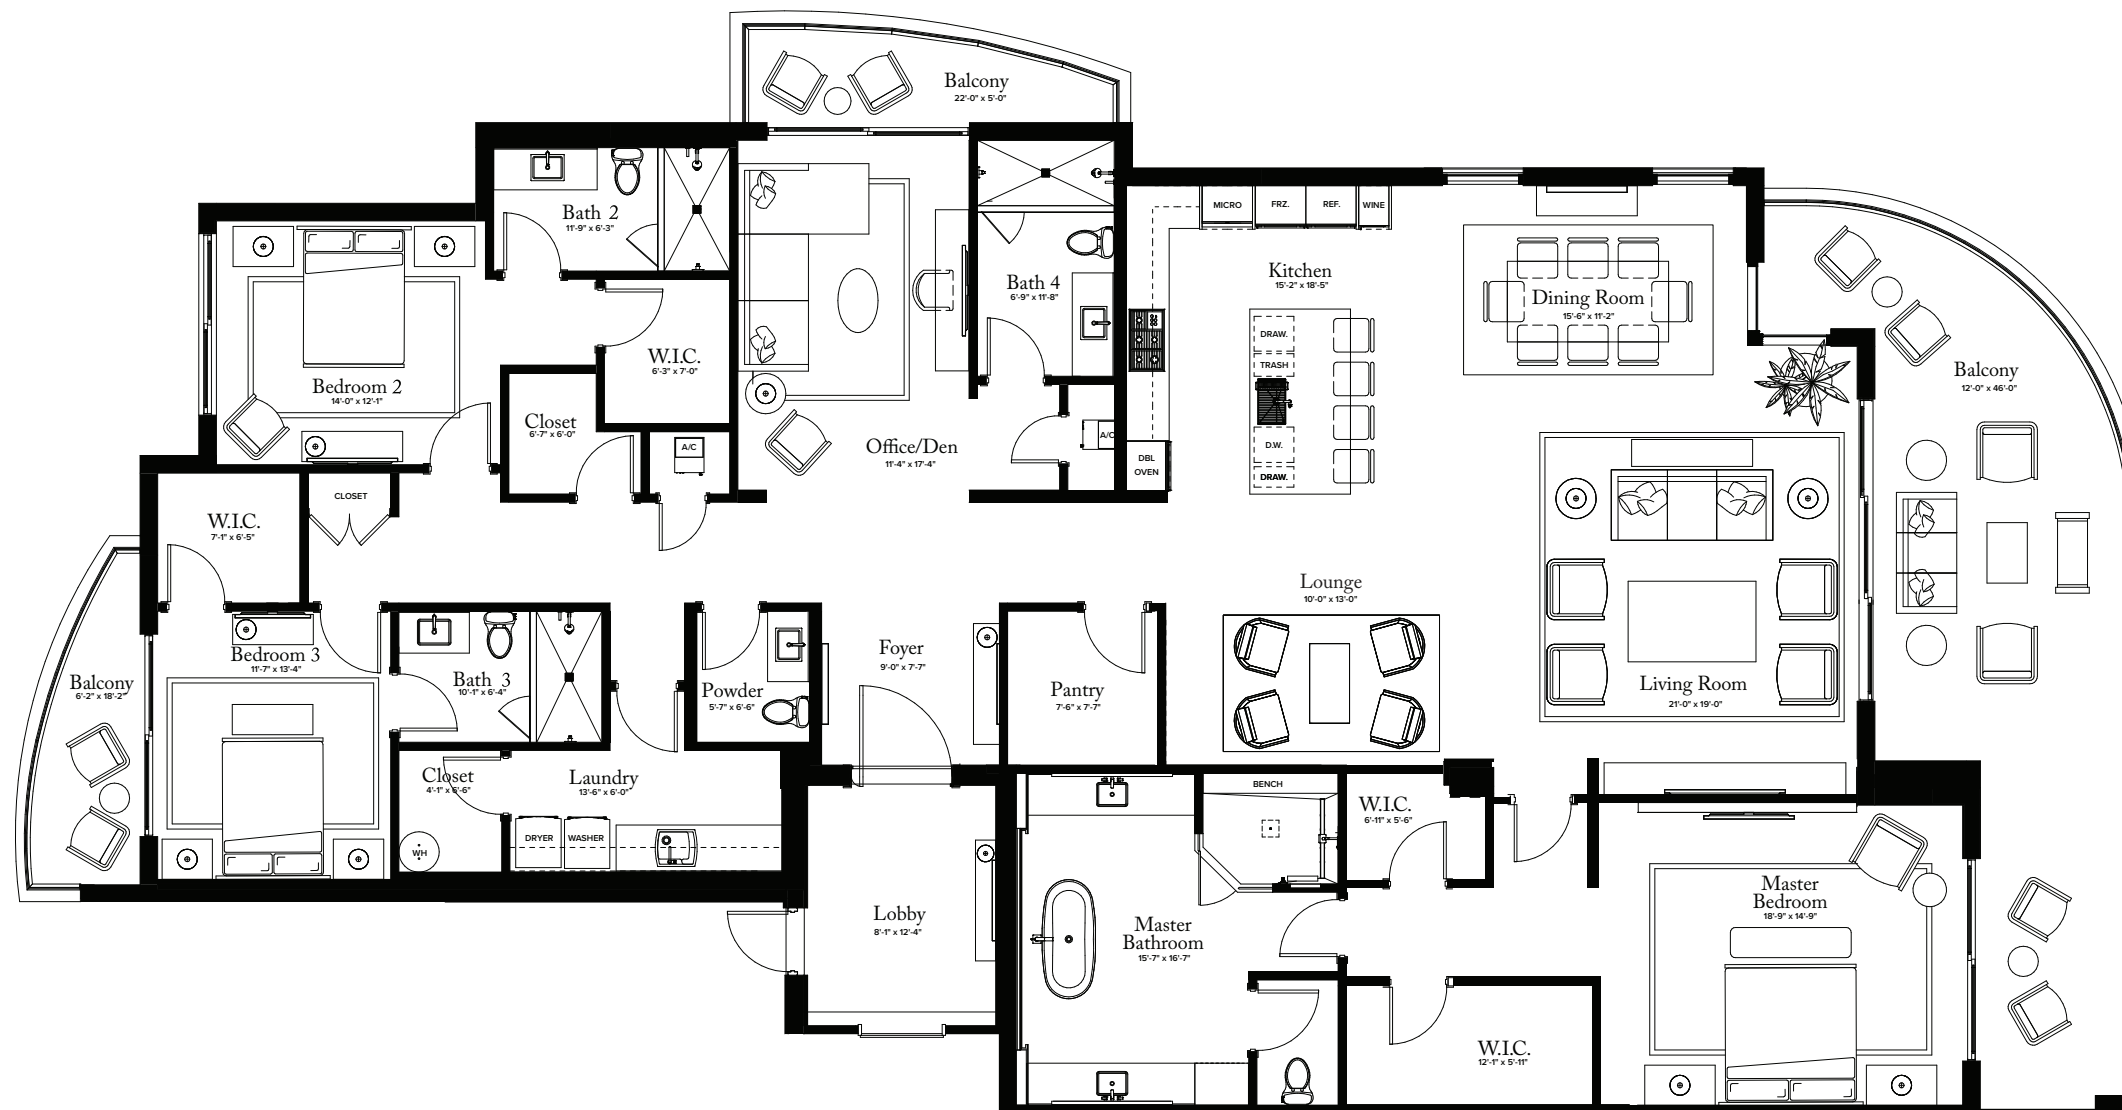 Balcony
22'-0" x 5'-0"
Bath 2
11'-9" x 6'-3"
MICRO
FRZ.
REF.
WINE
Kitchen
15'-2" x 18'-5"
Bath 4
6'-9" x 11'-8"
Dining Room
15'-6" x 11'-2"
DRAW.
TRASH
D.W.
DRAW.
DBL
OVEN
A/C
W.I.C.
6'-3" x 7'-0"
Bedroom 2
14'-0" x 12'-1"
Closet
6'-7" x 6'-0"
A/C
Office/Den
11'-4" x 17'-4"
Balcony
12'-0" x 46'-0"
CLOSET
W.I.C.
7'-1" x 6'-5"
Lounge
10'-0" x 13'-0"
Foyer
9'-0" x 7'-7"
Bedroom 3
11'-7" x 13'-4"
Balcony
6'-2" x 18'-2"
Bath 3
10'-1" x 6'-4"
Powder
5'-7" x 6'-6"
Pantry
7'-6" x 7'-7"
Living Room
21'-0" x 19'-0"
Closet
4'-1" x 6'-6"
Laundry
13'-6" x 6'-0"
DRYER
WASHER
WH
BENCH
W.I.C.
6'-11" x 5'-6"
Lobby
8'-1" x 12'-4"
Master
Bathroom
15'-7" x 16'-7"
Master
Bedroom
18'-9" x 14'-9"
W.I.C.
12'-1" x 5'-11"